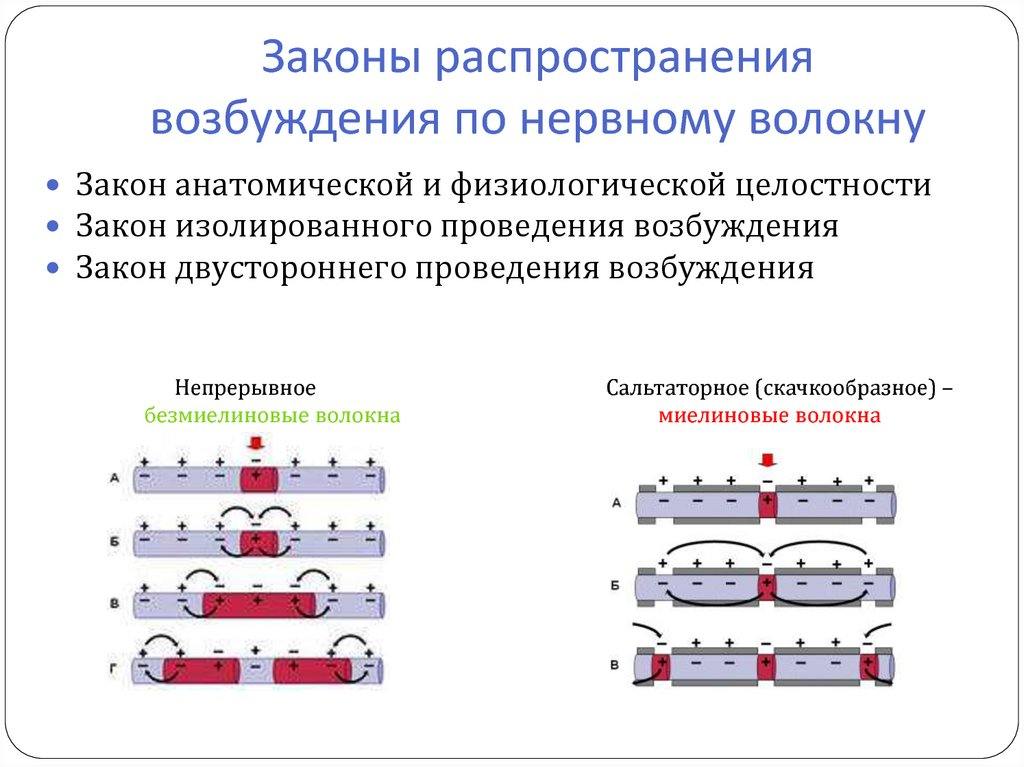 Законы распространения
возбуждения по нервному волокну
• Закон анатомической и физиологической целостности
• Закон изолированного проведения возбуждения
• Закон двустороннего проведения возбуждения
Непрерывное
безмиелиновые волокна
А
+ + + − + + +
− − − + − − −
Б
+ + + − + + +
− − − + − − −
В
+ + − − − + +
− − + + + − −
Г
+ + − + − + +
− − + − + − −
Сальтаторное (скачкообразное) –
миелиновые волокна
А
+ + + − + + +
− − − + − − −
Б
+ + + − + + +
− − − + − − −
В
− + + − + + −
+ − − + − − +